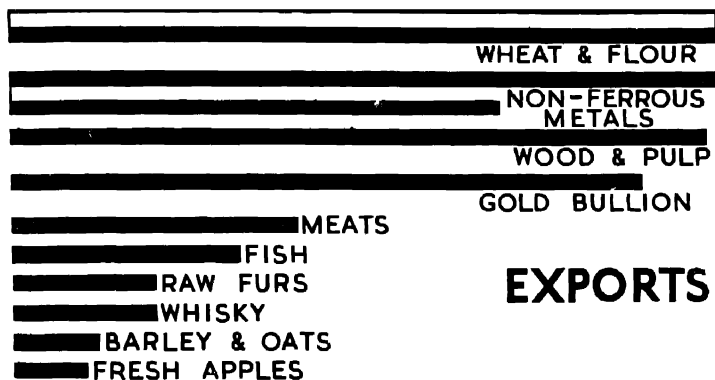 WHEAT & FLOUR
NON-FERROUS
METALS
WOOD & PULP
GOLD BULLION
MEATS
FISH
RAW FURS
EXPORTS
WHISKY
BARLEY & OATS
FRESH APPLES